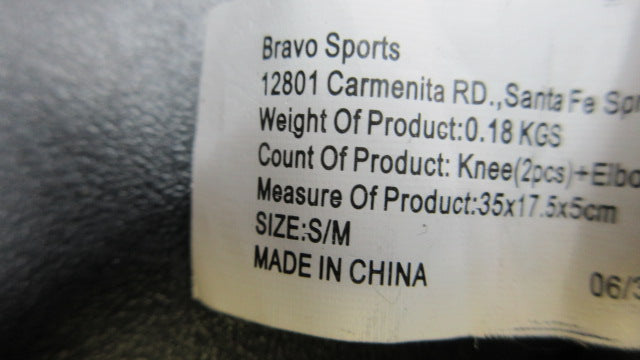 Bravo Sports
12801 Carmenita RD.,Santa Fe
Weight Of Product:0.18 KGS
Count Of Product: Knee(2pcs)+
Measure Of Product:35x17.5x5cm
SIZE:S/M
MADE IN CHINA